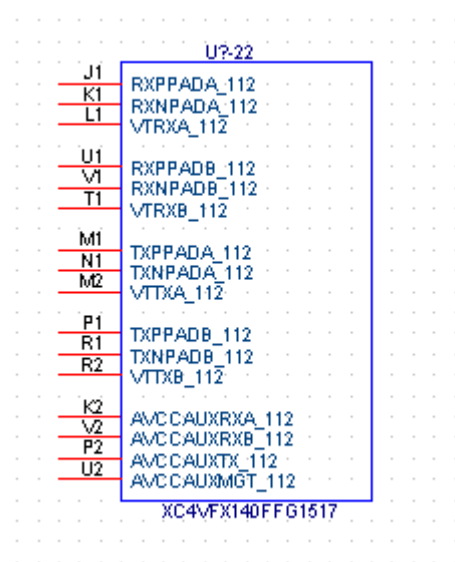 U?-22
J1 RXPPADA_112
K1 RXNPADA_112
L1 VTRXA_112
U1 RXPPADB_112
V1 RXNPADB_112
T1 VTRXB_112
M1 TXPPADA_112
N1 TXNPADA_112
M2 VTTXA_112
P1 TXPPADB_112
R1 TXNPADB_112
R2 VTTXB_112
K2 AVCCAUXRXA_112
V2 AVCCAUXRXB_112
P2 AVCCAUXTX_112
U2 AVCCAUXMGT_112
XC4VFX140FFG1517